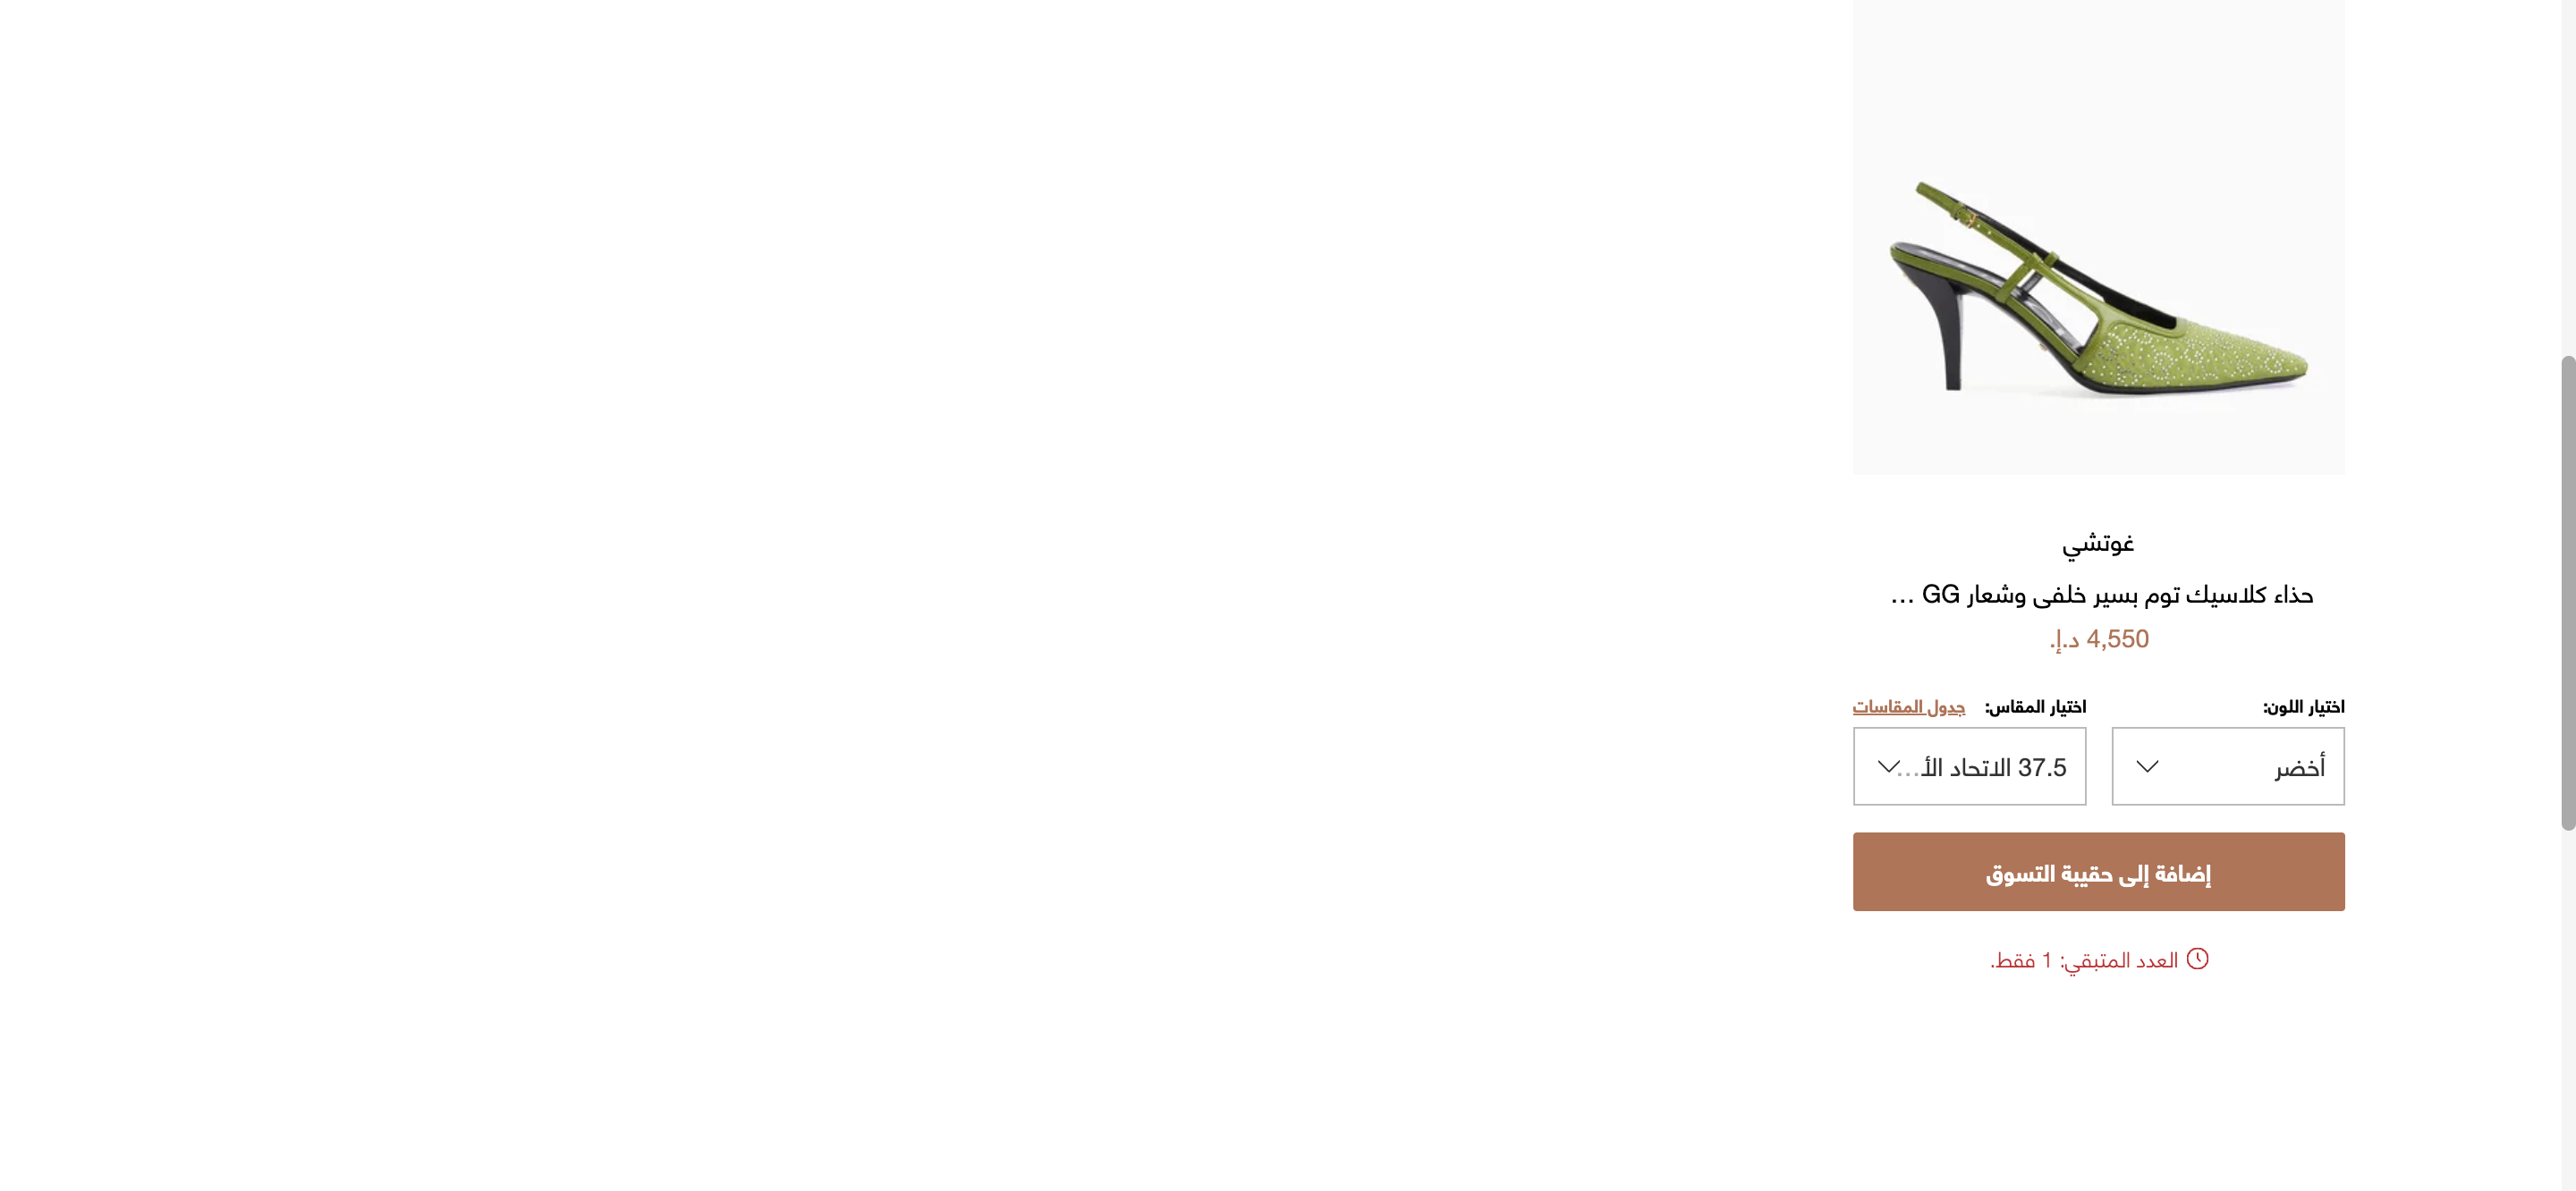 غوتشي
حذاء كلاسيك توم بسير خلفي وشعار GG ...
4,550 د.إ.
اختيار اللون:
أخضر
اختيار المقاس: جدول المقاسات
37.5 الاتحاد الأ...
إضافة إلى حقيبة التسوق
العدد المتبقي: 1 فقط.